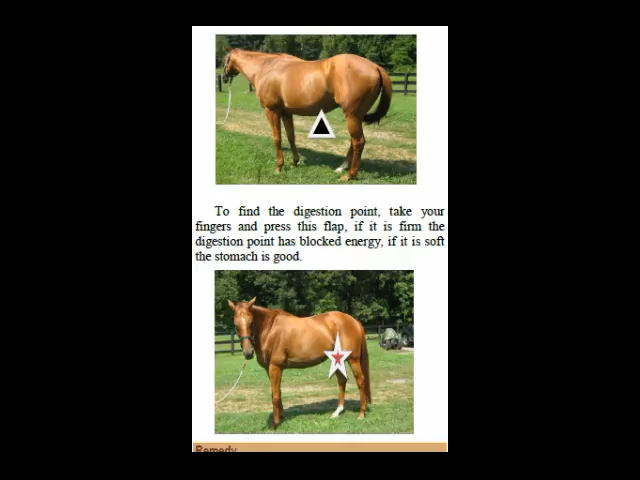 To find the digestion point, take your
fingers and press this flap, if it is firm the
digestion point has blocked energy, if it is soft
the stomach is good.
Remedy